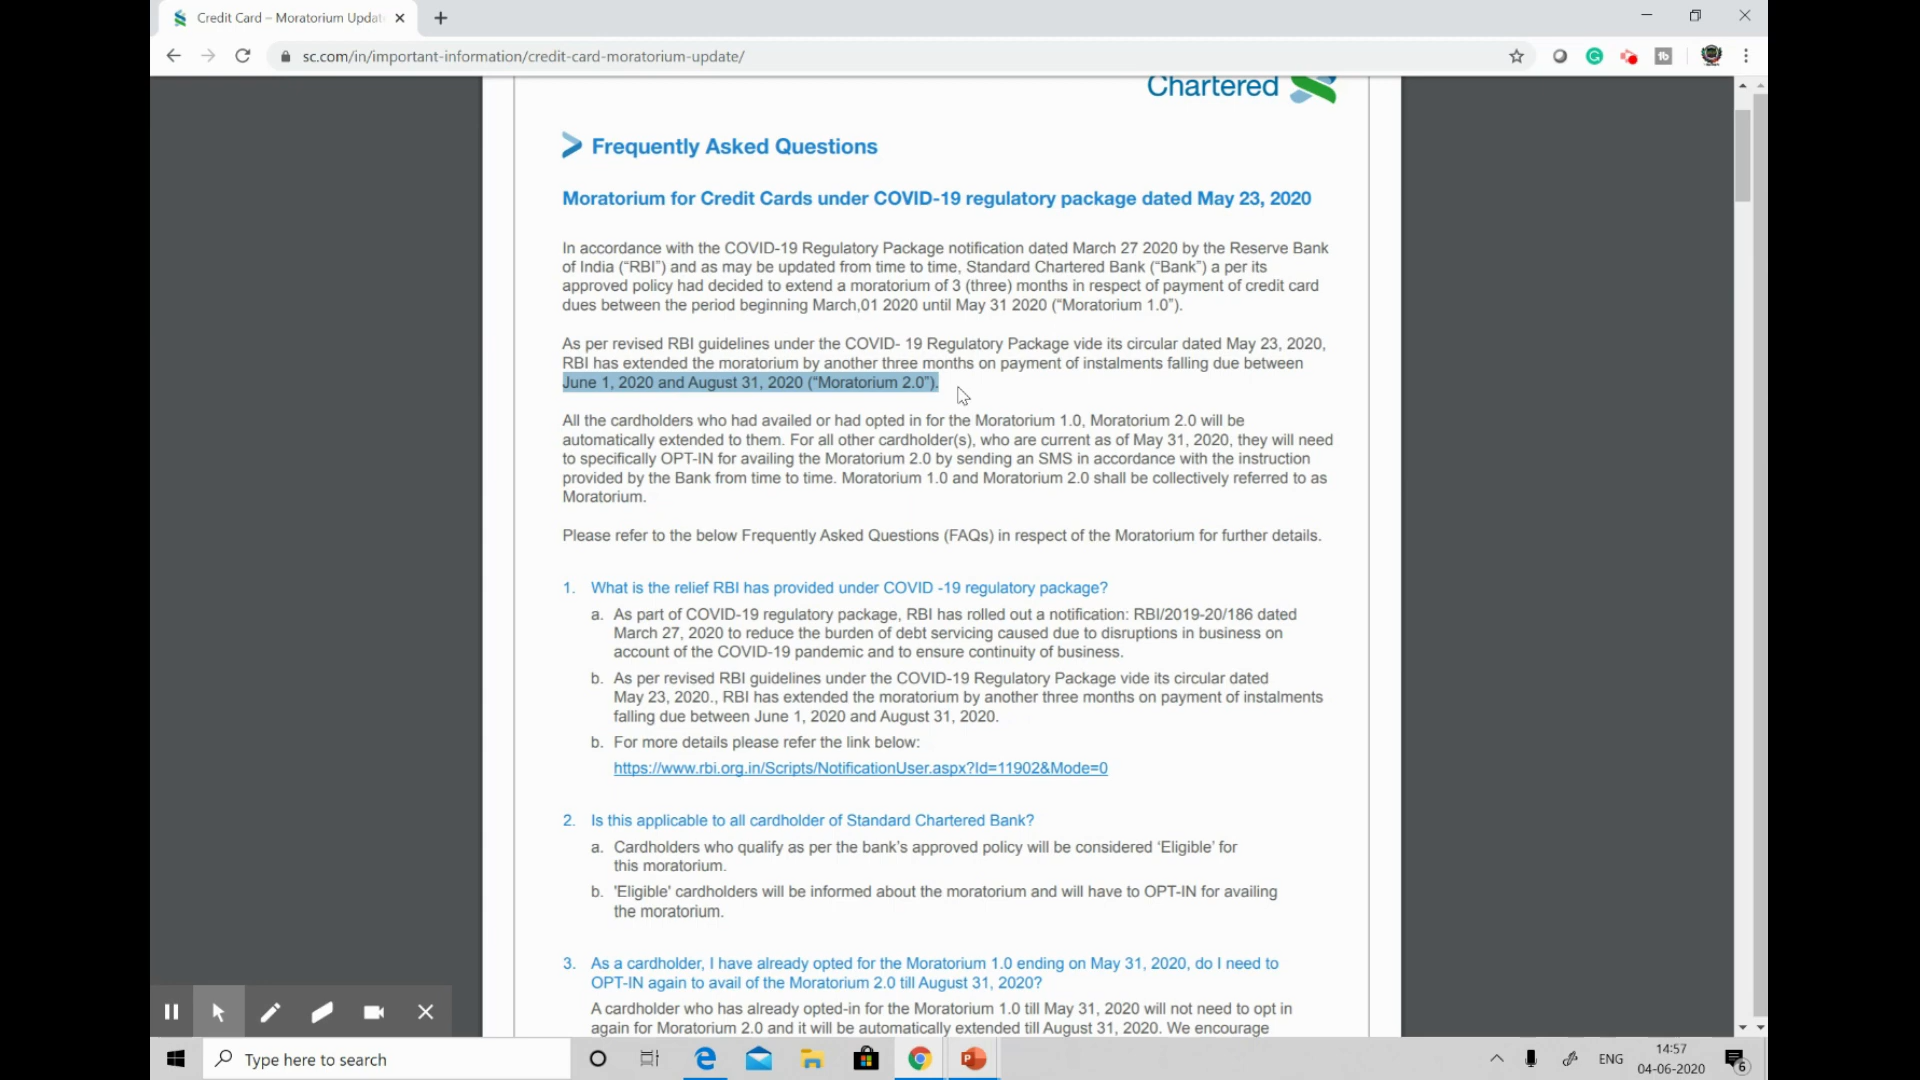 Credit Card – Moratorium Updat
sc.com/in/important-information/credit-card-moratorium-update/
Chartered
Frequently Asked Questions
Moratorium for Credit Cards under COVID-19 regulatory package dated May 23, 2020
In accordance with the COVID-19 Regulatory Package notification dated March 27 2020 by the Reserve Bank
of India (“RBI”) and as may be updated from time to time, Standard Chartered Bank (“Bank”) a per its
approved policy had decided to extend a moratorium of 3 (three) months in respect of payment of credit card
dues between the period beginning March,01 2020 until May 31 2020 (“Moratorium 1.0”).
As per revised RBI guidelines under the COVID- 19 Regulatory Package vide its circular dated May 23, 2020,
RBI has extended the moratorium by another three months on payment of instalments falling due between
June 1, 2020 and August 31, 2020 (“Moratorium 2.0”).
All the cardholders who had availed or had opted in for the Moratorium 1.0, Moratorium 2.0 will be
automatically extended to them. For all other cardholder(s), who are current as of May 31, 2020, they will need
to specifically OPT-IN for availing the Moratorium 2.0 by sending an SMS in accordance with the instruction
provided by the Bank from time to time. Moratorium 1.0 and Moratorium 2.0 shall be collectively referred to as
Moratorium.
Please refer to the below Frequently Asked Questions (FAQs) in respect of the Moratorium for further details.
1. What is the relief RBI has provided under COVID -19 regulatory package?
a. As part of COVID-19 regulatory package, RBI has rolled out a notification: RBI/2019-20/186 dated
March 27, 2020 to reduce the burden of debt servicing caused due to disruptions in business on
account of the COVID-19 pandemic and to ensure continuity of business.
b. As per revised RBI guidelines under the COVID-19 Regulatory Package vide its circular dated
May 23, 2020., RBI has extended the moratorium by another three months on payment of instalments
falling due between June 1, 2020 and August 31, 2020.
b. For more details please refer the link below:
https://www.rbi.org.in/Scripts/NotificationUser.aspx?Id=11902&Mode=0
2. Is this applicable to all cardholder of Standard Chartered Bank?
a. Cardholders who qualify as per the bank's approved policy will be considered ‘Eligible’ for
this moratorium.
b. 'Eligible' cardholders will be informed about the moratorium and will have to OPT-IN for availing
the moratorium.
3. As a cardholder, I have already opted for the Moratorium 1.0 ending on May 31, 2020, do I need to
OPT-IN again to avail of the Moratorium 2.0 till August 31, 2020?
A cardholder who has already opted-in for the Moratorium 1.0 till May 31, 2020 will not need to opt in
again for Moratorium 2.0 and it will be automatically extended till August 31, 2020. We encourage
Type here to search
ENG
14:57
04-06-2020
6